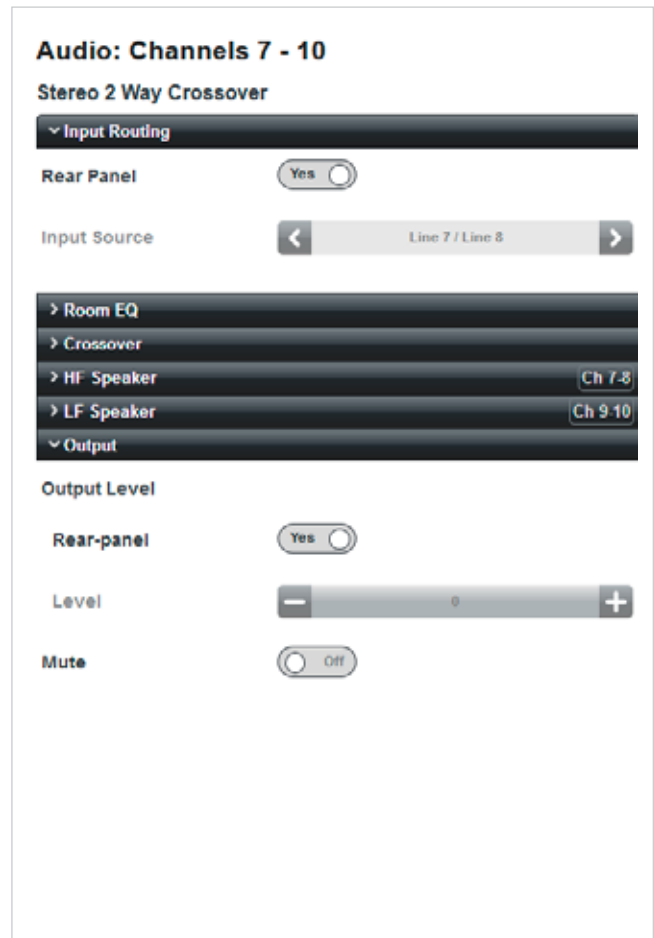 Audio: Channels 7 - 10
Stereo 2 Way Crossover
Input Routing
Rear Panel Yes
Input Source Line 7 / Line 8
Room EQ
Crossover
HF Speaker Ch 7-8
LF Speaker Ch 9-10
Output
Output Level
Rear-panel Yes
Level 0
Mute Off